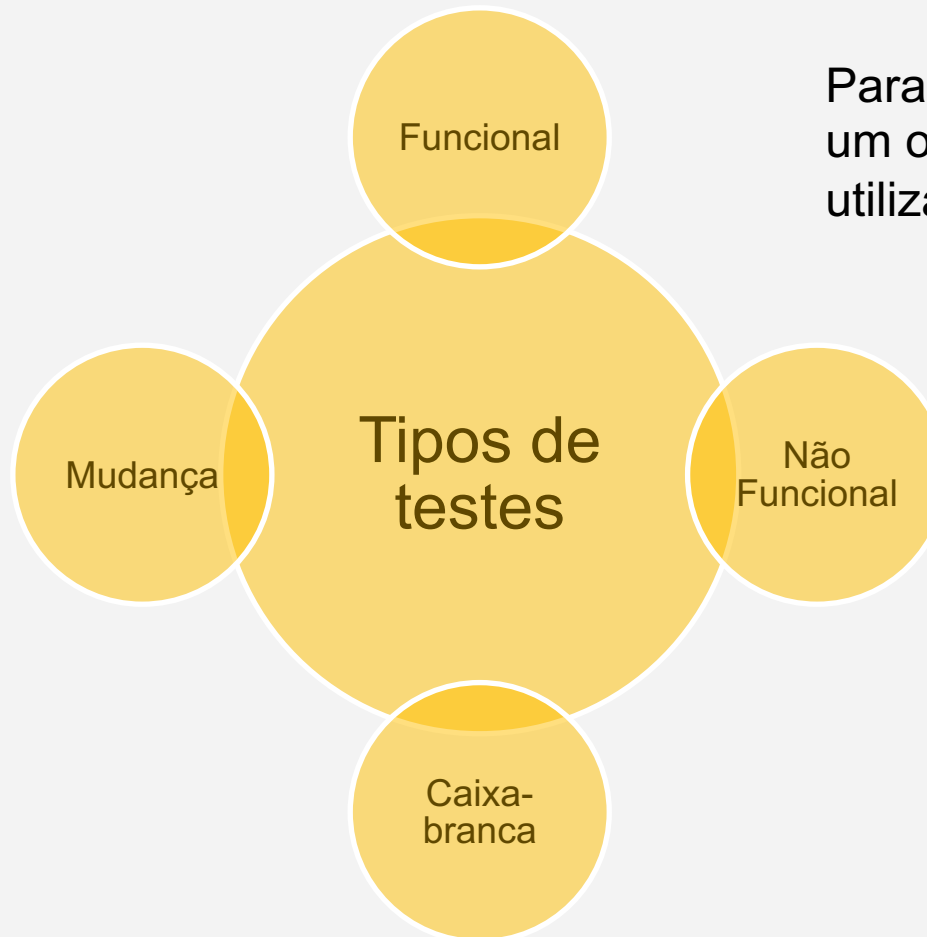 Funcional
Para
um o
utiliza
Mudança
Tipos de
testes
Não
Funcional
Caixa-
branca